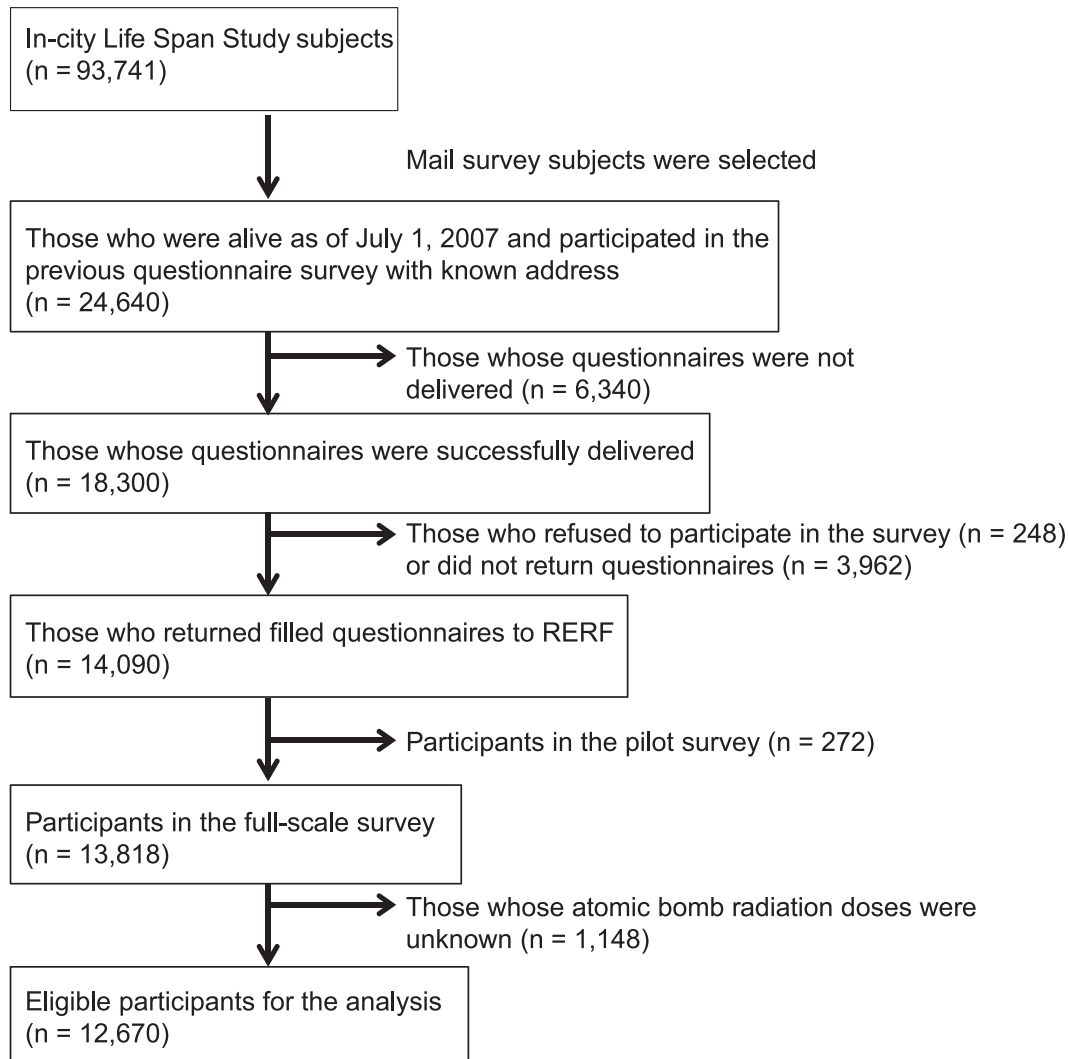 In-city Life Span Study subjects
(n = 93,741)
Mail survey subjects were selected
Those who were alive as of July 1, 2007 and participated in the
previous questionnaire survey with known address
(n = 24,640)
Those whose questionnaires were not
delivered (n = 6,340)
Those whose questionnaires were successfully delivered
(n = 18,300)
Those who refused to participate in the survey (n = 248)
or did not return questionnaires (n = 3,962)
Those who returned filled questionnaires to RERF
(n = 14,090)
Participants in the pilot survey (n = 272)
Participants in the full-scale survey
(n = 13,818)
Those whose atomic bomb radiation doses were
unknown (n = 1,148)
Eligible participants for the analysis
(n = 12,670)